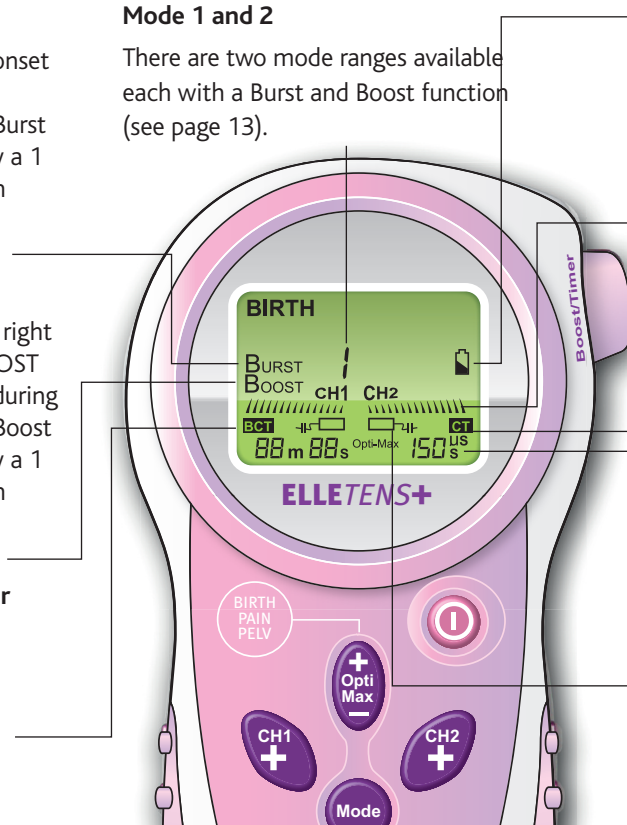 Mode 1 and 2
There are two mode ranges available
each with a Burst and Boost function
(see page 13).
onset
Burst
y a 1
right
OST
during
Boost
y a 1
r
Boost/Timer
BIRTH
BURST
1
BOOST
CH1 CH2
BCT CT
88 m 88 s Opti-Max 150 µs
s
ELLETENS+
BIRTH
PAIN
PELV
+
Opti
Max
−
CH1
+
CH2
+
Mode